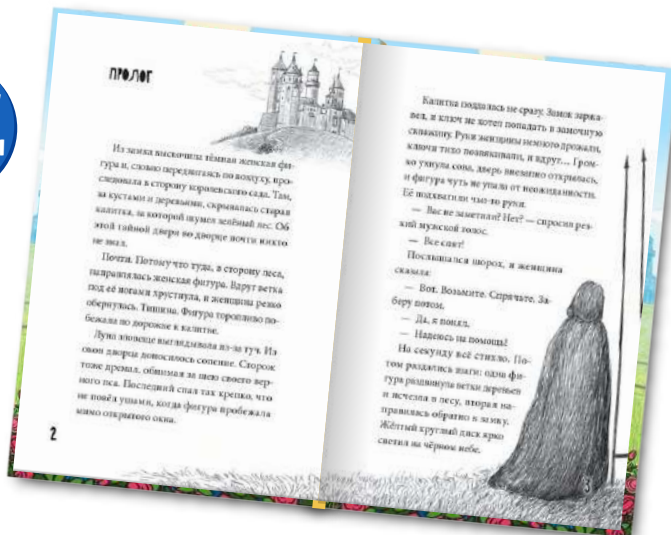 ПРОЛОГ
Из замка выскочила тёмная женская фи-
гура и, словно передвигаясь по воздуху, про-
следовала в сторону королевского сада. Там,
за кустами и деревьями, скрывалась старая
калитка, за которой шумел зелёный лес. Об
этой тайной двери во дворце почти никто
не знал.
Почти. Потому что туда, в сторону леса,
направлялась женская фигура. Вдруг ветка
под её ногами хрустнула, и женщина резко
обернулась. Тишина. Фигура торопливо по-
бежала по дорожке к калитке.
Луна зловеще выглядывала из-за туч. Из
окон дворца доносилось сопение. Сторож
тоже дремал, обнимая за шею своего вер-
ного пса. Последний спал так крепко, что
не повёл ушами, когда фигура пробежала
мимо открытого окна.
2
Калитка поддалась не сразу. Замок заржа-
вел, и ключ не хотел попадать в замочную
скважину. Руки женщины немного дрожали,
ключи тихо позвякивали, и вдруг... Гром-
ко ухнула сова, дверь внезапно открылась,
и фигура чуть не упала от неожиданности.
Её подхватили чьи-то руки.
— Вас не заметили? Нет? — спросил рез-
кий мужской голос.
— Все спят!
Послышался шорох, и женщина
сказала:
— Вот. Возьмите. Спрячьте. За-
беру потом.
— Да, я понял.
— Надеюсь на помощь!
На секунду всё стихло. По-
том раздались шаги: одна фи-
гура раздвинула ветки деревьев
и исчезла в лесу, вторая на-
правилась обратно к замку.
Жёлтый круглый диск ярко
светил на чёрном небе.
3